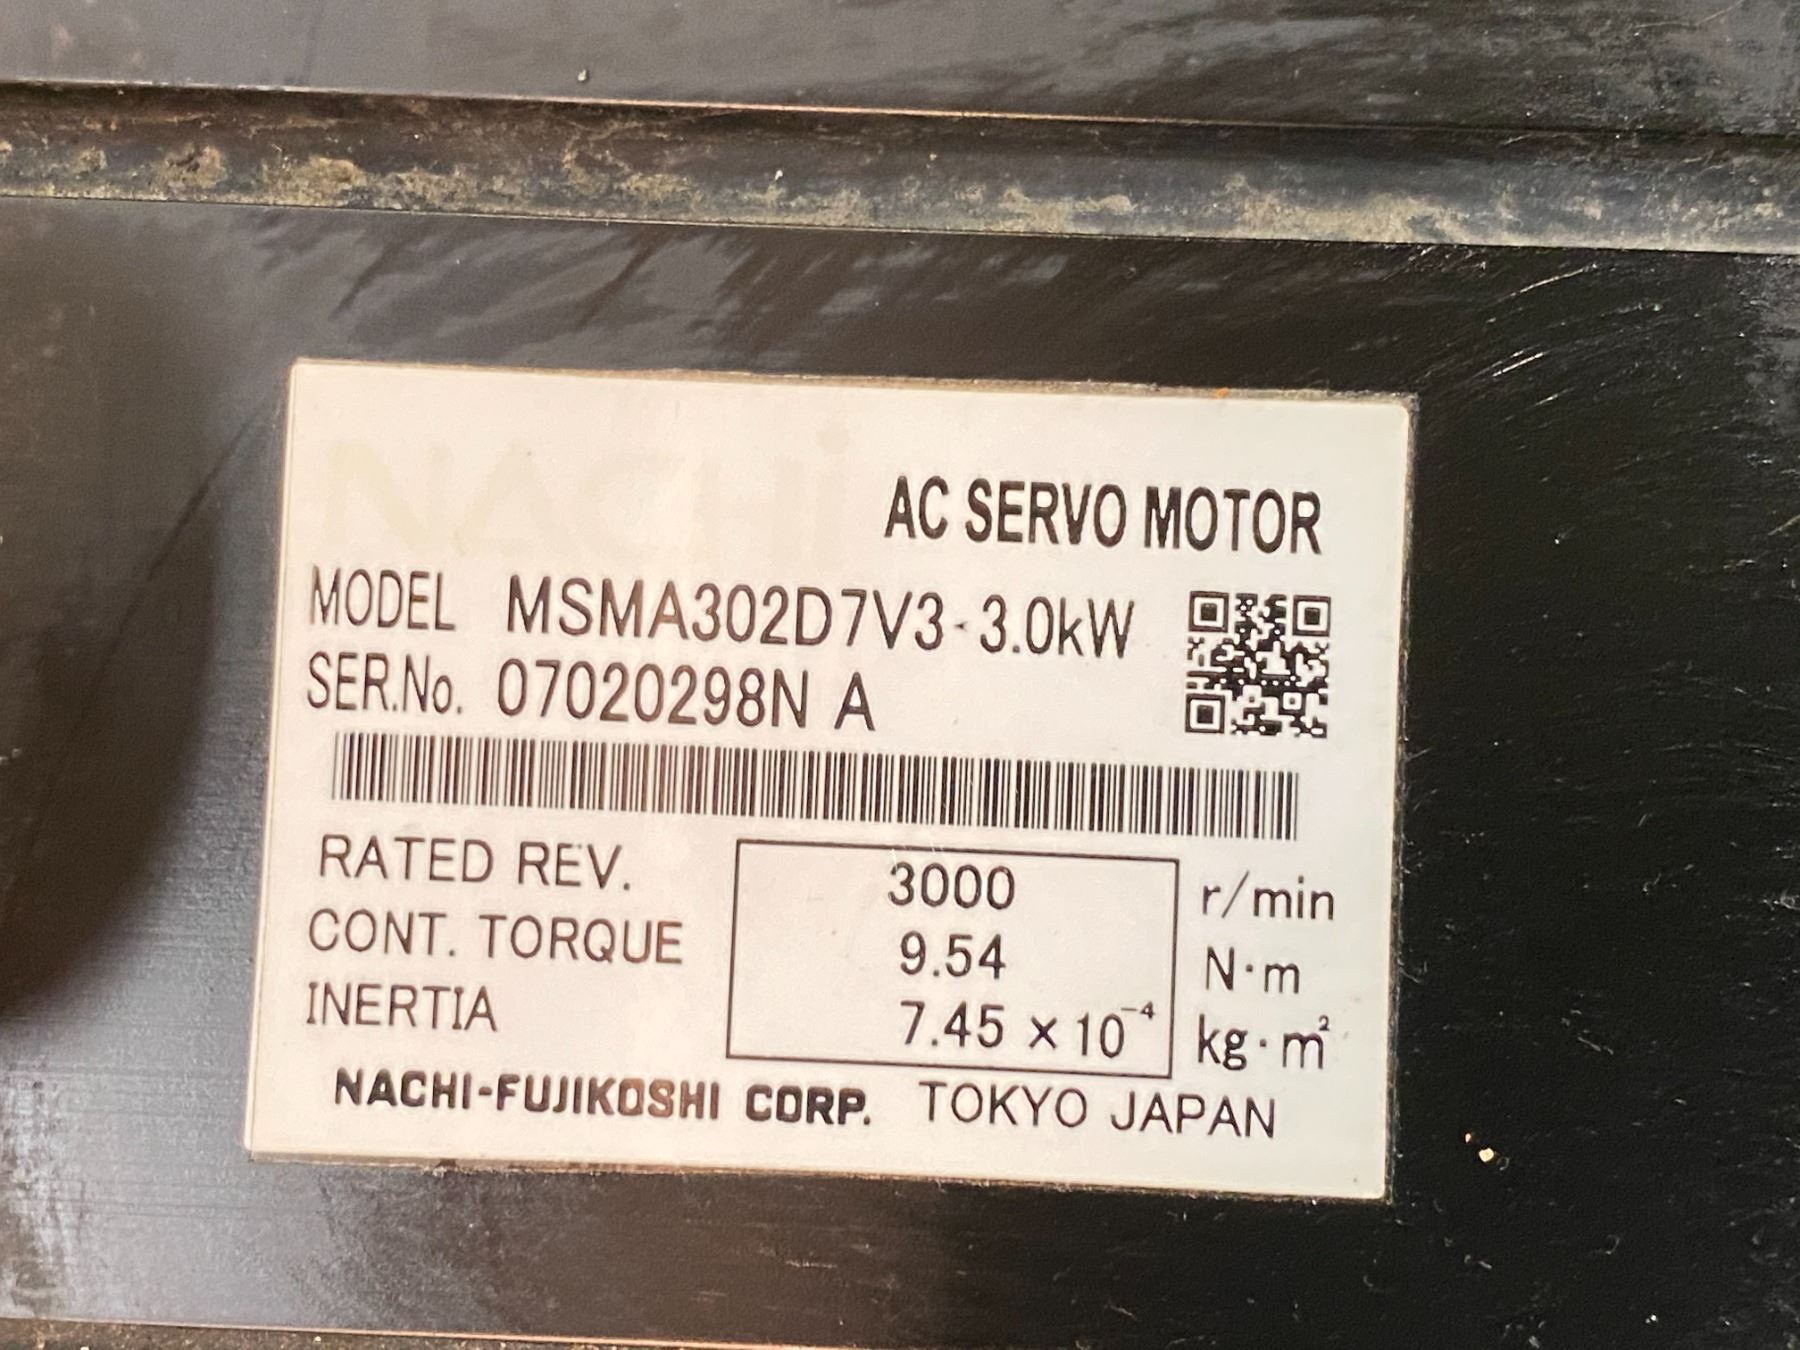 NACHi
AC SERVO MOTOR
MODEL MSMA302D7V3-3.0kW
SER.No. 07020298N A
RATED REV. 3000 r/min
CONT. TORQUE 9.54 N·m
INERTIA 7.45 ×10⁻⁴ kg·m²
NACHI-FUJIKOSHI CORP. TOKYO JAPAN